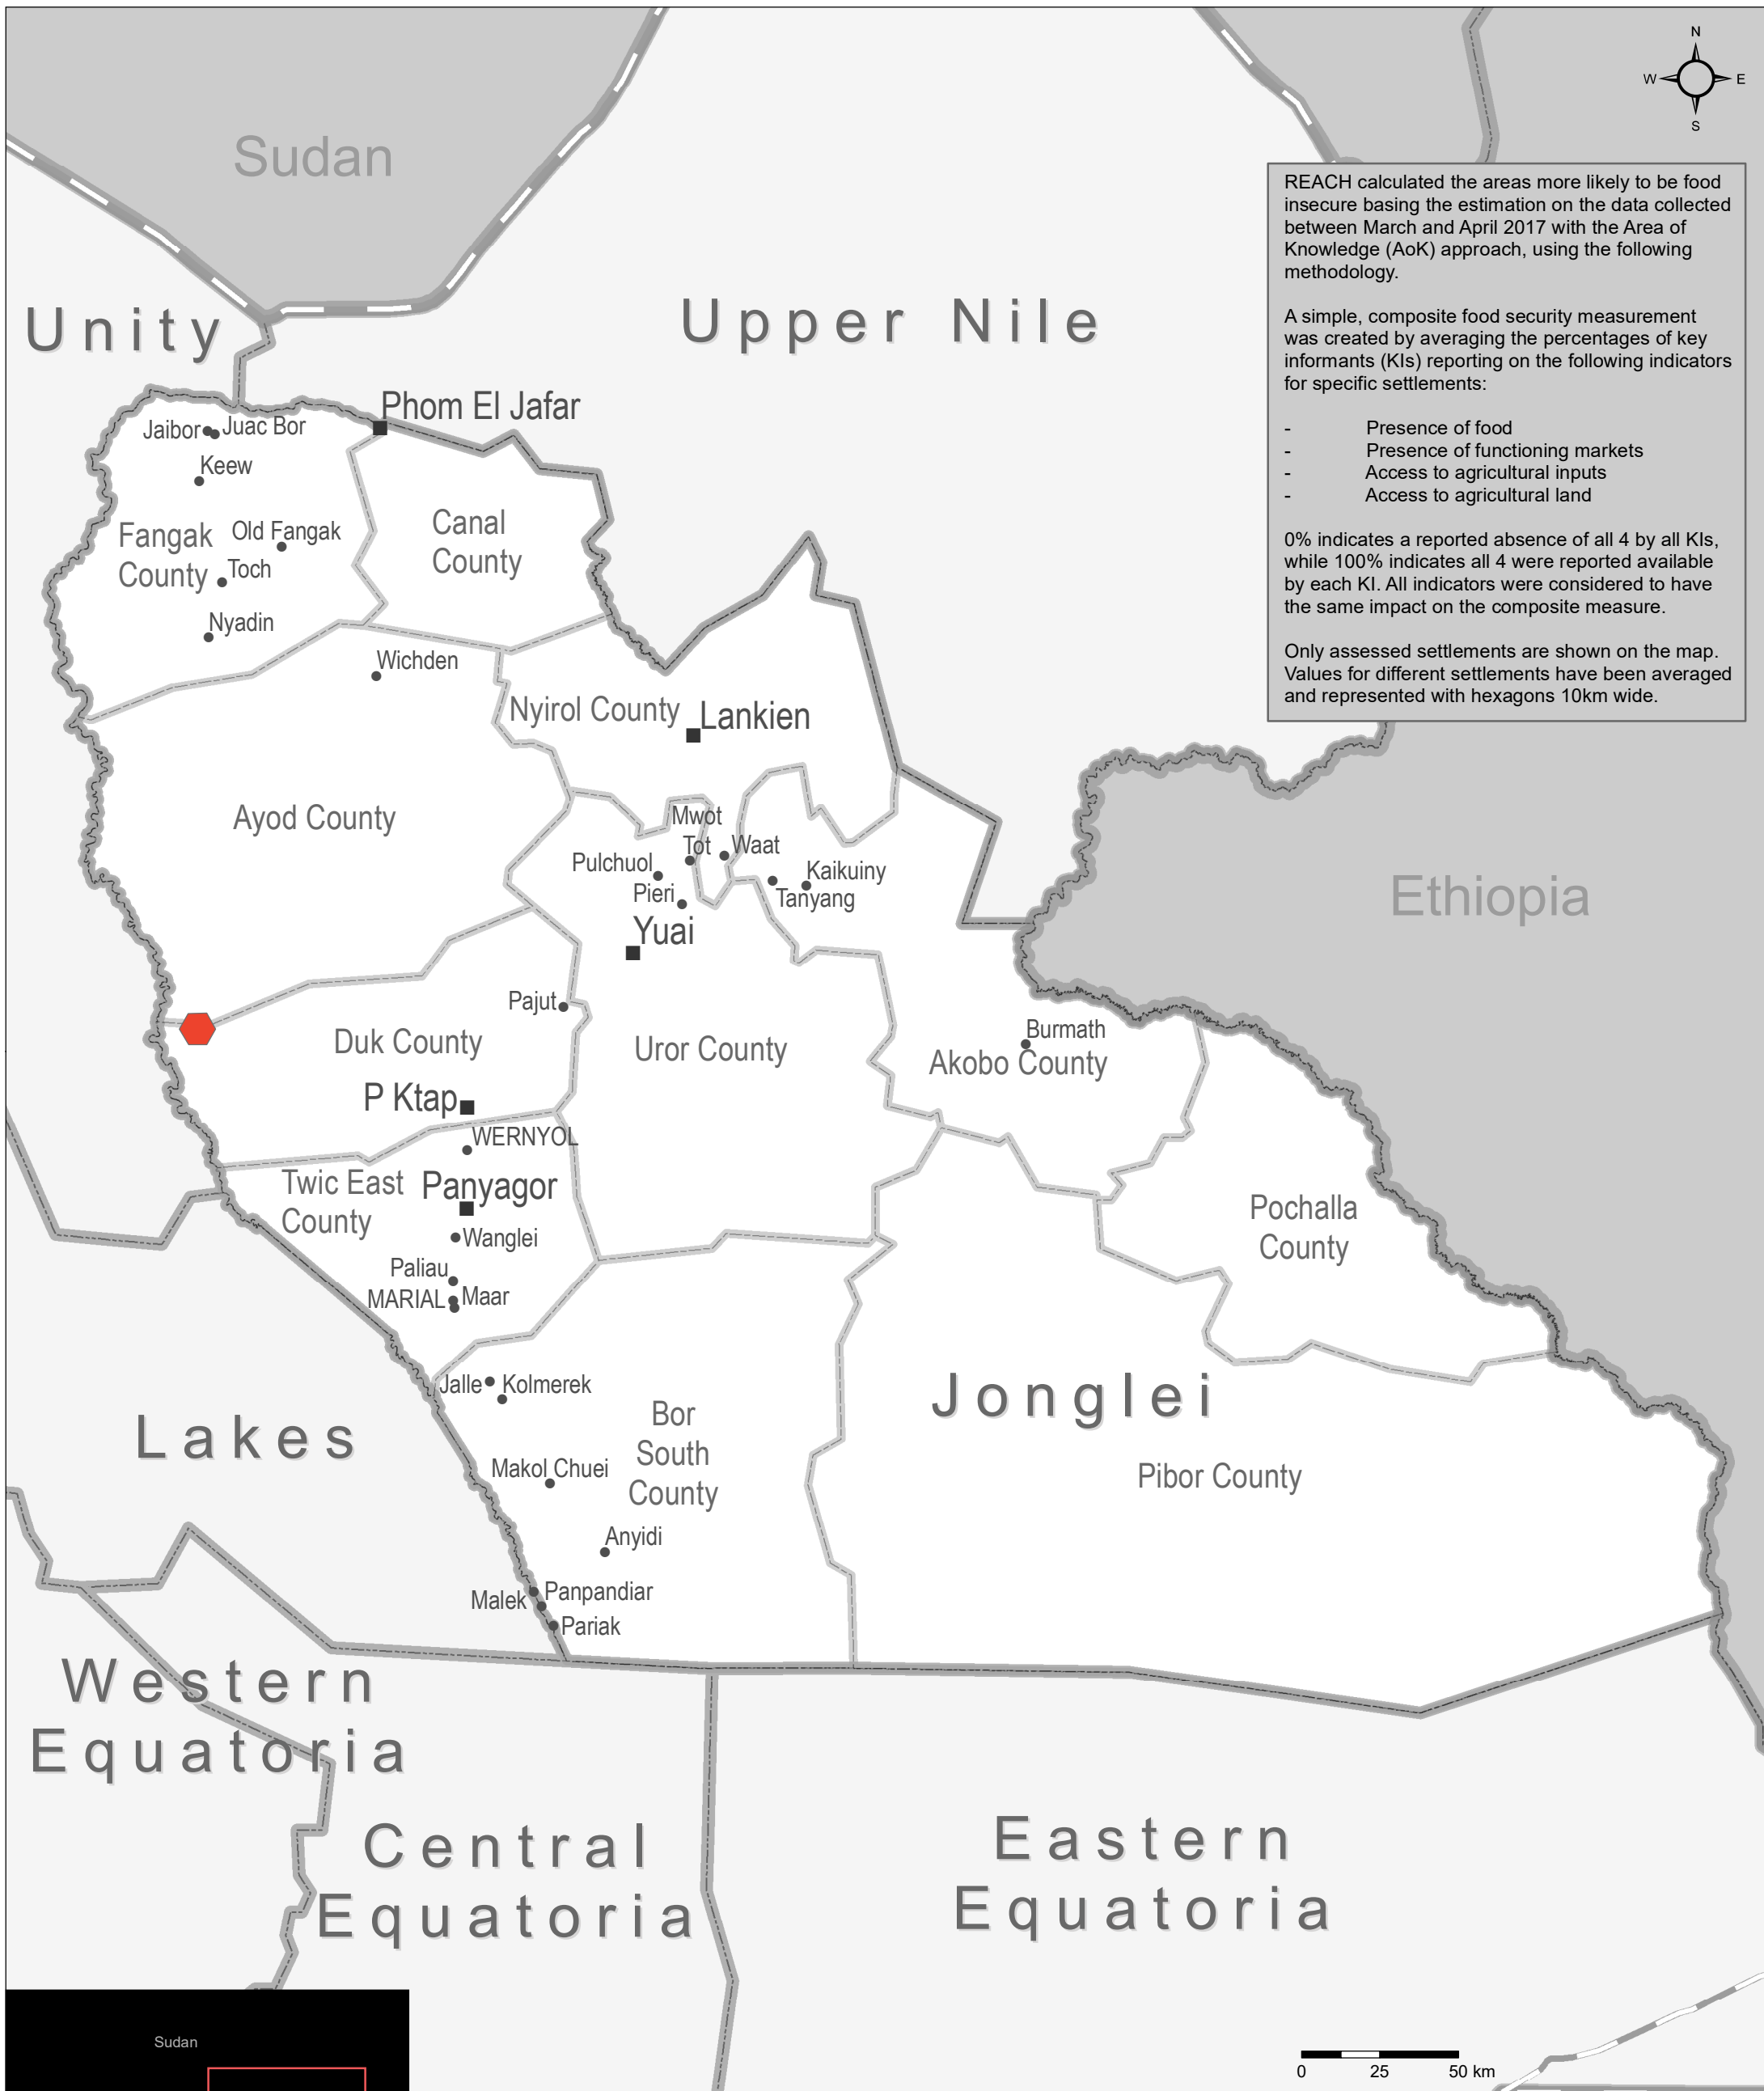 N
W E
S
Sudan
REACH calculated the areas more likely to be food
insecure basing the estimation on the data collected
between March and April 2017 with the Area of
Knowledge (AoK) approach, using the following
methodology.
A simple, composite food security measurement
was created by averaging the percentages of key
informants (KIs) reporting on the following indicators
for specific settlements:
- Presence of food
- Presence of functioning markets
- Access to agricultural inputs
- Access to agricultural land
0% indicates a reported absence of all 4 by all KIs,
while 100% indicates all 4 were reported available
by each KI. All indicators were considered to have
the same impact on the composite measure.
Only assessed settlements are shown on the map.
Values for different settlements have been averaged
and represented with hexagons 10km wide.
Unity
Upper Nile
Phom El Jafar
Jaibor
Juac Bor
Keew
Fangak
County
Old Fangak
Toch
Nyadin
Canal
County
Wichden
Nyirol County
Lankien
Ayod County
Mwot
Tot
Waat
Pulchuol
Pieri
Kaikuiny
Tanyang
Yuai
Ethiopia
Pajut
Duk County
Uror County
Burmath
Akobo County
P Ktap
WERNYOL
Twic East
County
Panyagor
Wanglei
Paliau
MARIAL
Maar
Pochalla
County
Jalle
Kolmerek
Jonglei
Lakes
Bor
South
County
Makol Chuei
Pibor County
Anyidi
Malek
Panpandiar
Pariak
Western
Equatoria
Central
Equatoria
Eastern
Equatoria
Sudan
0 25 50 km